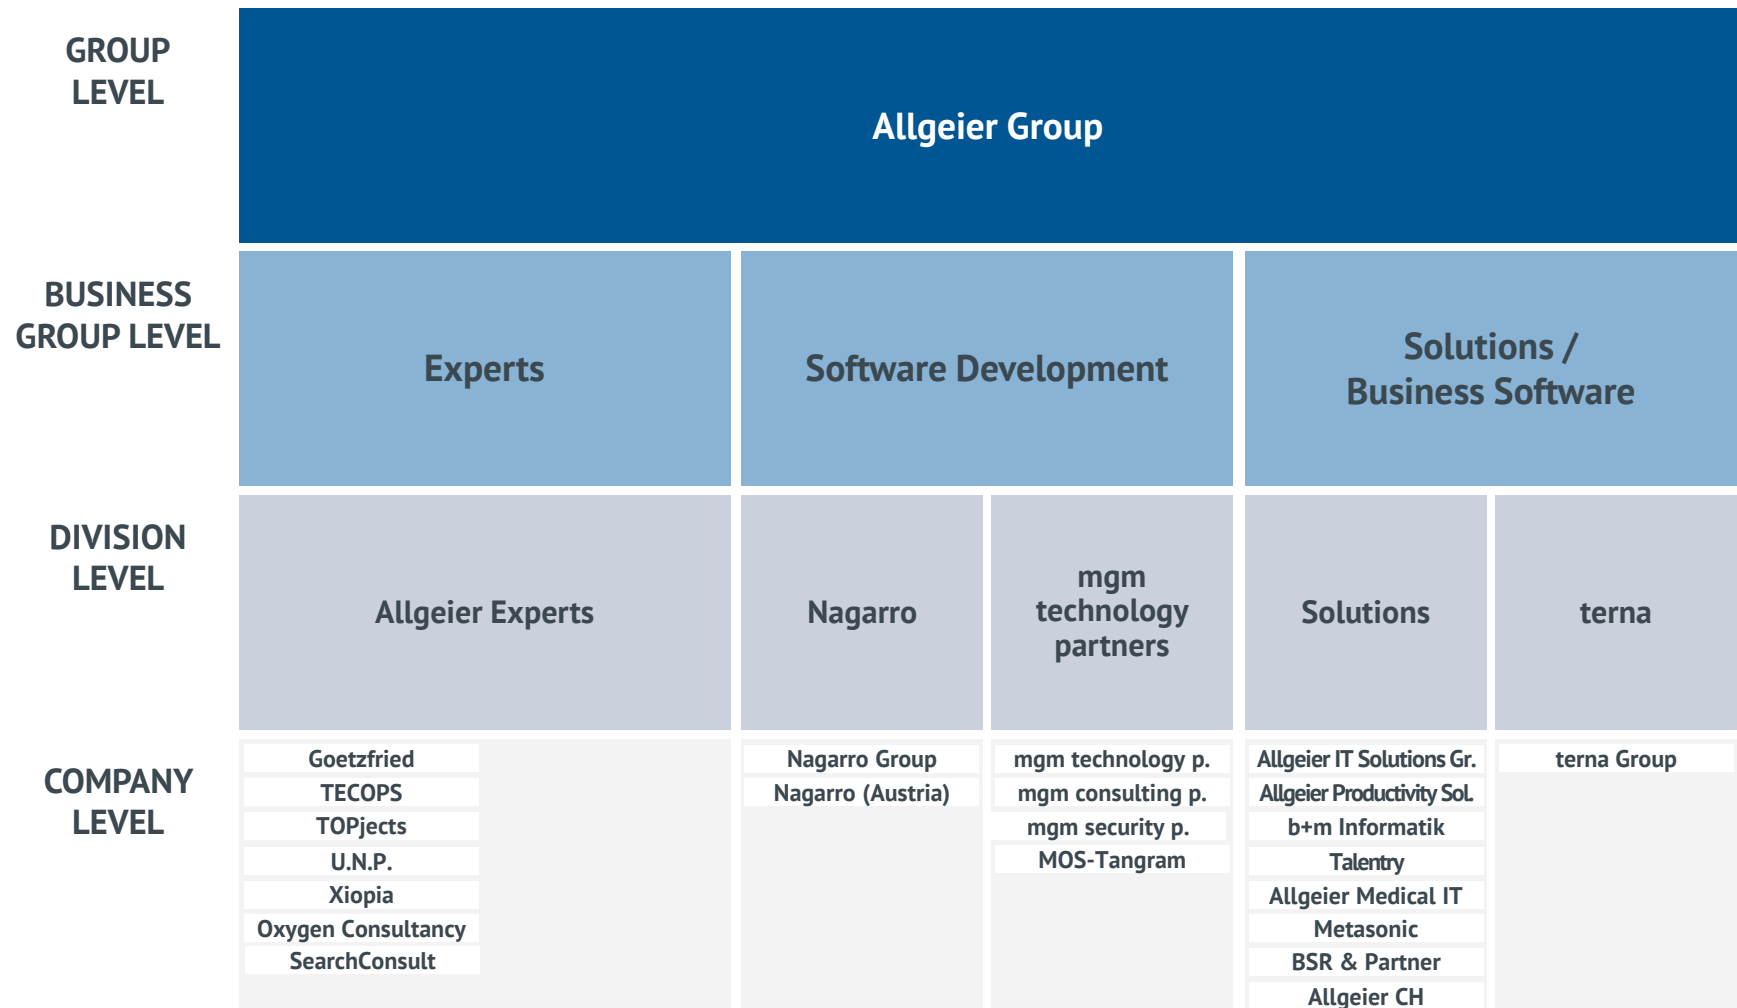 GROUP
LEVEL
Allgeier Group
BUSINESS
GROUP LEVEL
Experts
Software Development
Solutions /
Business Software
DIVISION
LEVEL
Allgeier Experts
Nagarro
mgm
technology
partners
Solutions
terna
COMPANY
LEVEL
Goetzfried
TECOPS
TOPjects
U.N.P.
Xiopia
Oxygen Consultancy
SearchConsult
Nagarro Group
Nagarro (Austria)
mgm technology p.
mgm consulting p.
mgm security p.
MOS-Tangram
Allgeier IT Solutions Gr.
Allgeier Productivity Sol.
b+m Informatik
Talentry
Allgeier Medical IT
Metasonic
BSR & Partner
Allgeier CH
terna Group